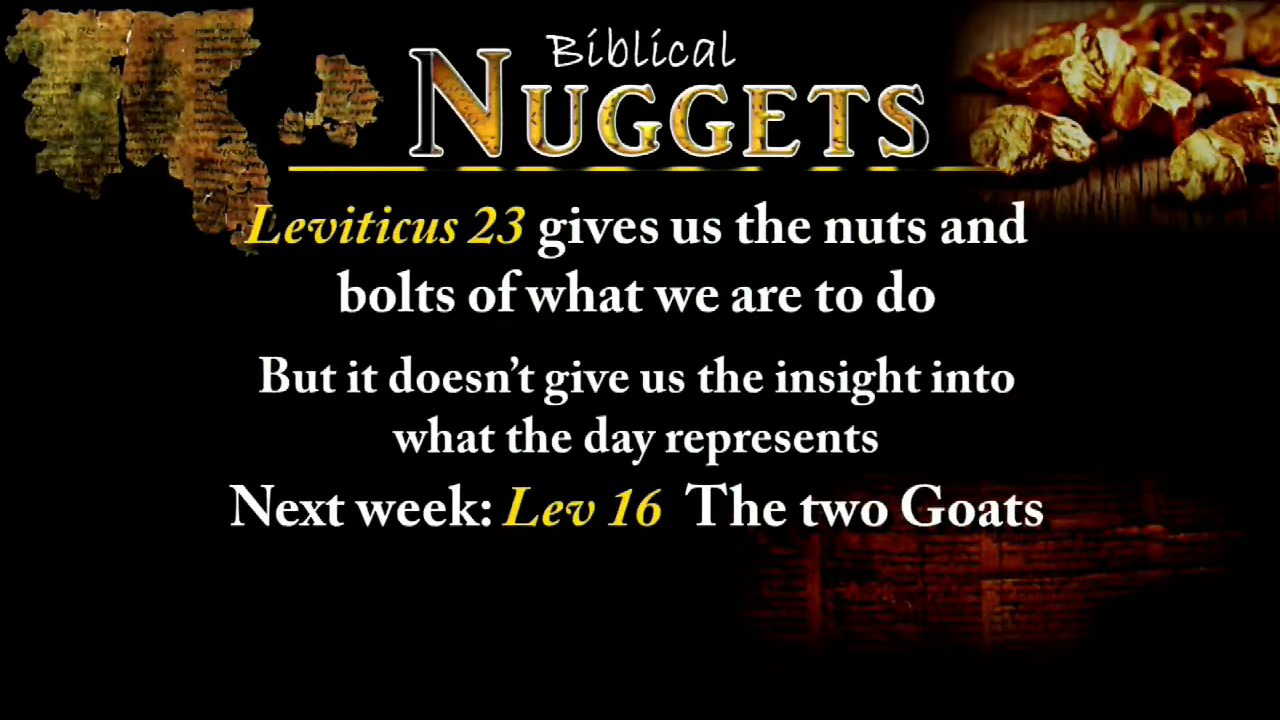 Biblical
NUGGETS
Leviticus 23 gives us the nuts and
bolts of what we are to do
But it doesn't give us the insight into
what the day represents
Next week: Lev 16 The two Goats